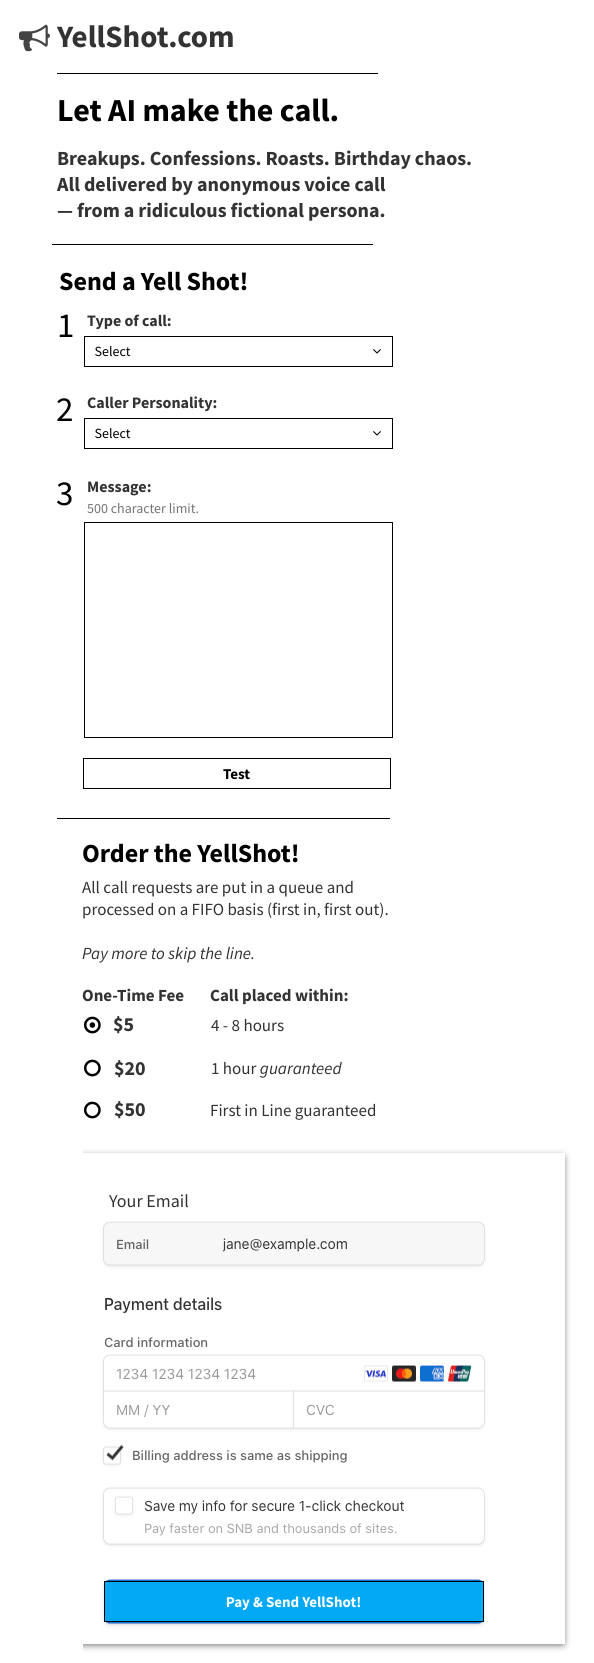 YellShot.com
Let AI make the call.
Breakups. Confessions. Roasts. Birthday chaos.
All delivered by anonymous voice call
— from a ridiculous fictional persona.
Send a Yell Shot!
1 Type of call:
Select
2 Caller Personality:
Select
3 Message:
500 character limit.
Test
Order the YellShot!
All call requests are put in a queue and
processed on a FIFO basis (first in, first out).
Pay more to skip the line.
One-Time Fee Call placed within:
$5 4 - 8 hours
$20 1 hour guaranteed
$50 First in Line guaranteed
Your Email
Email jane@example.com
Payment details
Card information
1234 1234 1234 1234 VISA
MM / YY CVC
Billing address is same as shipping
Save my info for secure 1-click checkout
Pay faster on SNB and thousands of sites.
Pay & Send YellShot!